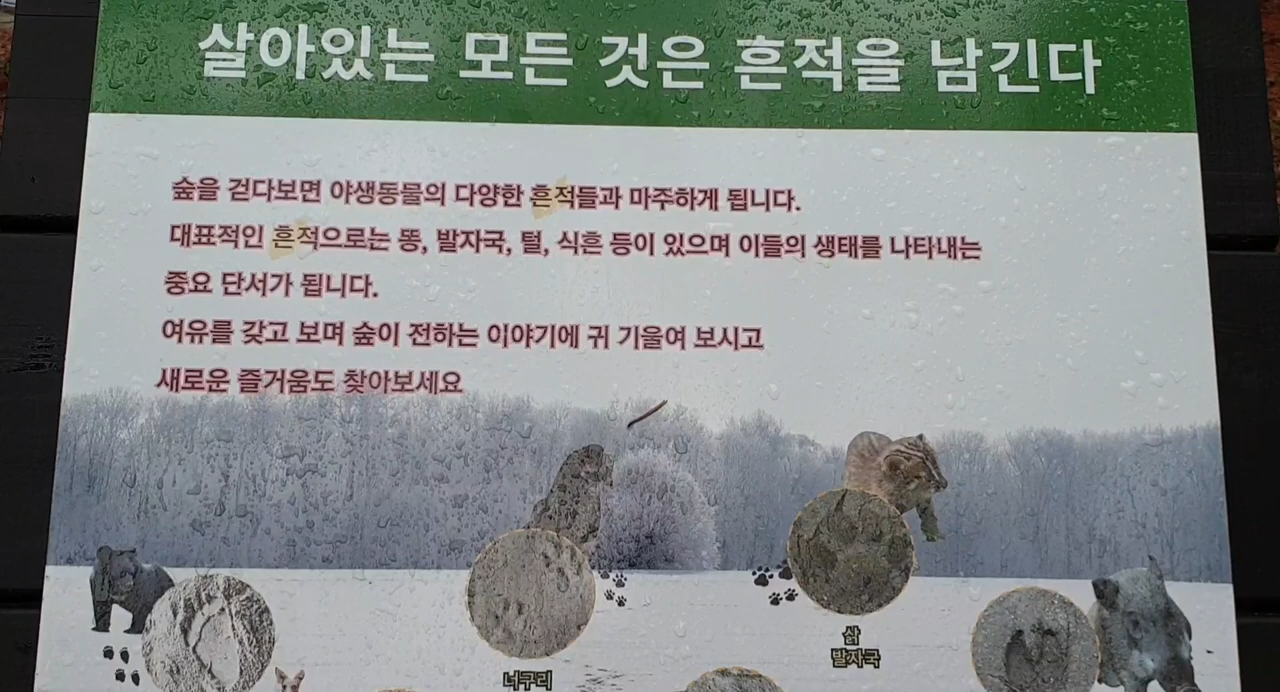 살아있는 모든 것은 흔적을 남긴다
숲을 걷다보면 야생동물의 다양한 흔적들과 마주하게 됩니다.
대표적인 흔적으로는 똥, 발자국, 털, 식흔 등이 있으며 이들의 생태를 나타내는
중요 단서가 됩니다.
여유를 갖고 보며 숲이 전하는 이야기에 귀 기울여 보시고
새로운 즐거움도 찾아보세요
삵
발자국
너구리